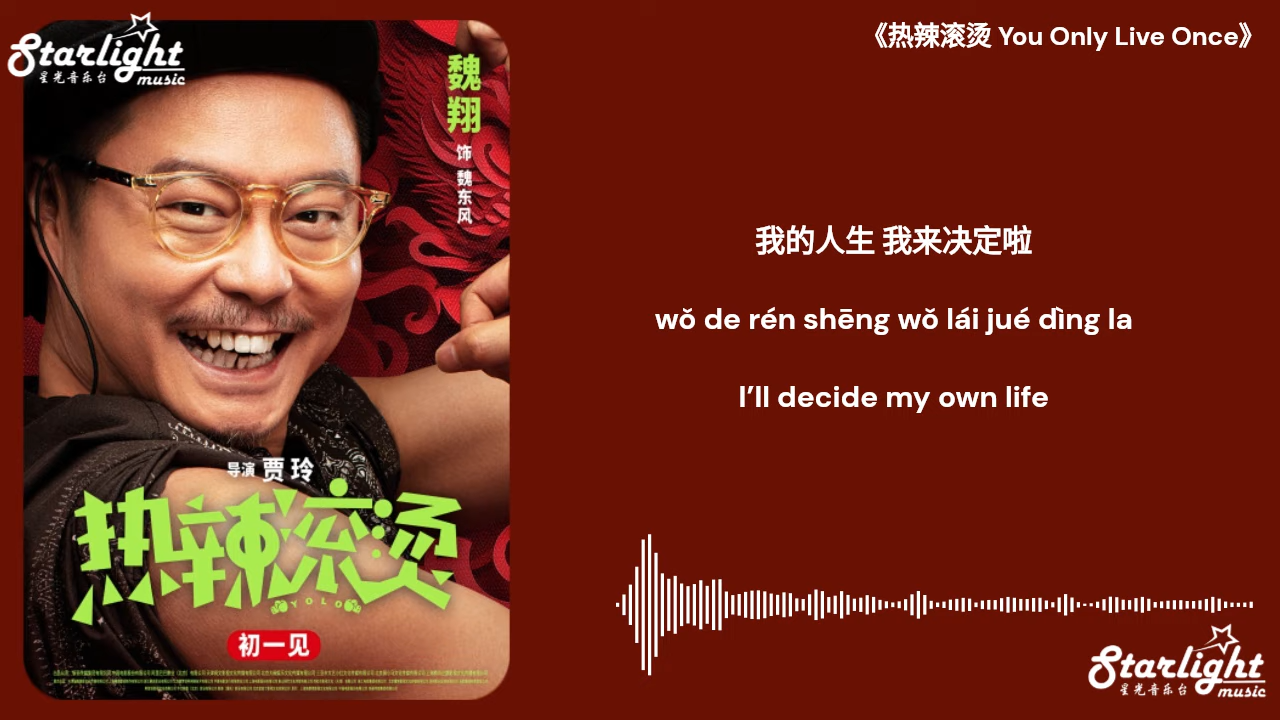 Starlight
星光音乐台 music
《热辣滚烫 You Only Live Once》
魏翔
饰 魏东风
我的人生 我来决定啦
wǒ de rén shēng wǒ lái jué dìng la
I’ll decide my own life
导演 贾玲
热辣滚烫
YOLO
初一见
Starlight
星光音乐台 music